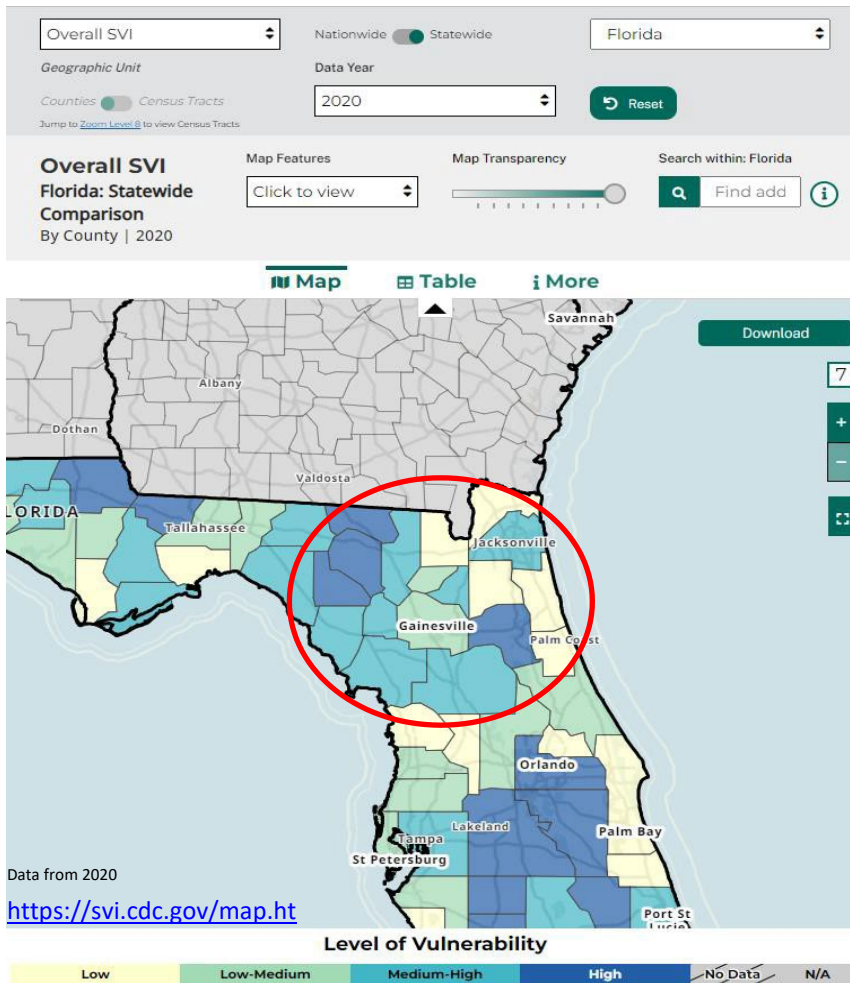 Overall SVI
Nationwide Statewide
Florida
Geographic Unit
Data Year
Counties Census Tracts
2020
Reset
Jump to Zoom Level 8 to view Census Tracts
Overall SVI
Florida: Statewide
Comparison
By County | 2020
Map Features
Click to view
Map Transparency
Search within: Florida
Find add
i
Map
Table
i More
Savannah
Download
7
Albany
+
Dothan
−
Valdosta
LORIDA
Tallahassee
Jacksonville
Gainesville
Palm Coast
Orlando
Lakeland
Palm Bay
Tampa
St Petersburg
Data from 2020
https://svi.cdc.gov/map.ht
Port St
Lucie
Level of Vulnerability
Low
Low-Medium
Medium-High
High
No Data
N/A